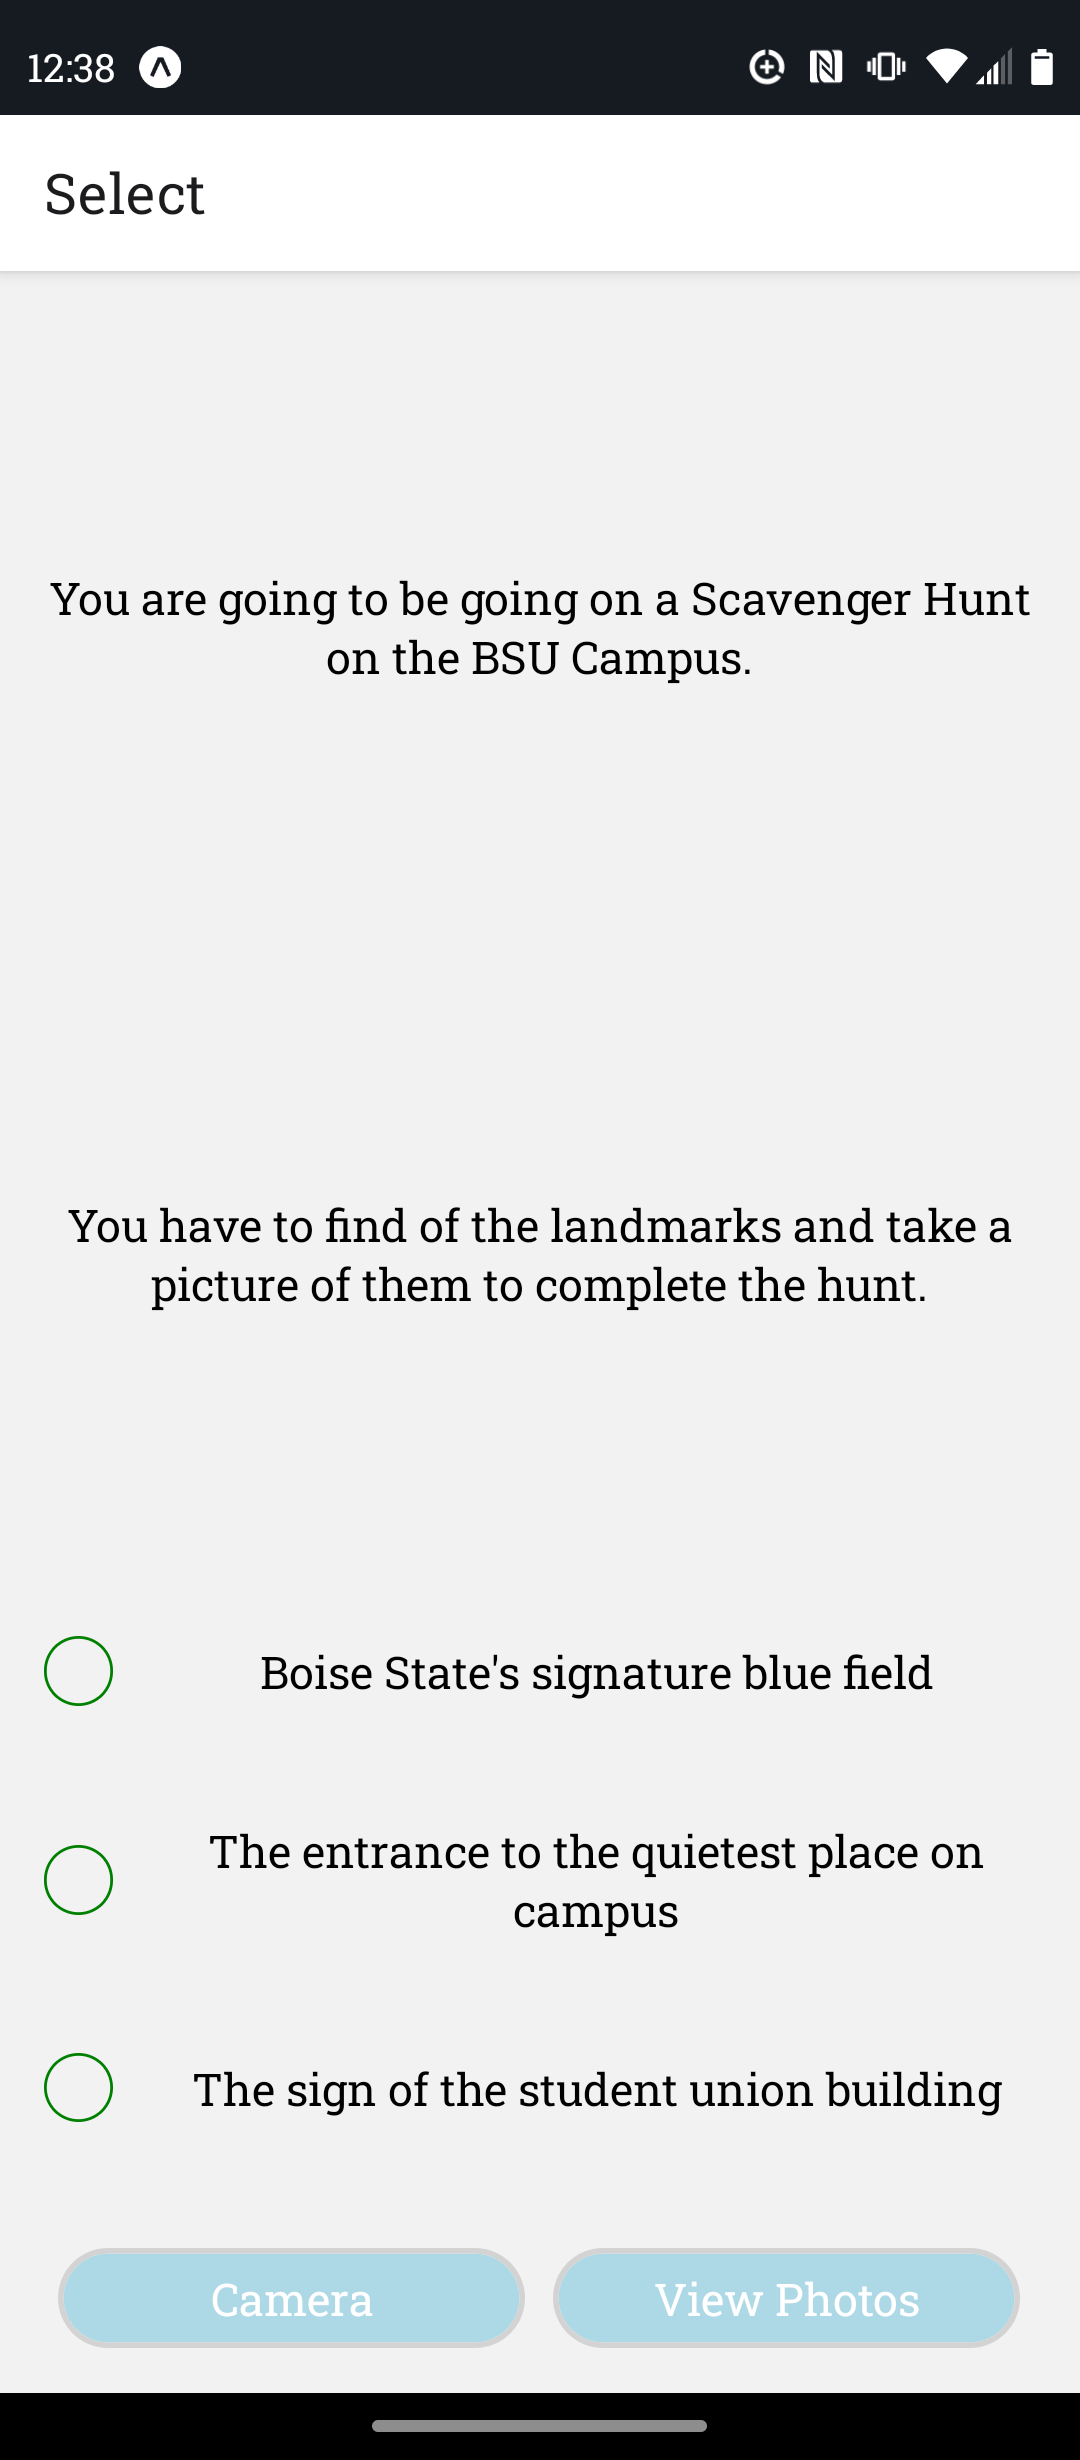 12:38
Select
You are going to be going on a Scavenger Hunt
on the BSU Campus.
You have to find of the landmarks and take a
picture of them to complete the hunt.
Boise State's signature blue field
The entrance to the quietest place on
campus
The sign of the student union building
Camera
View Photos